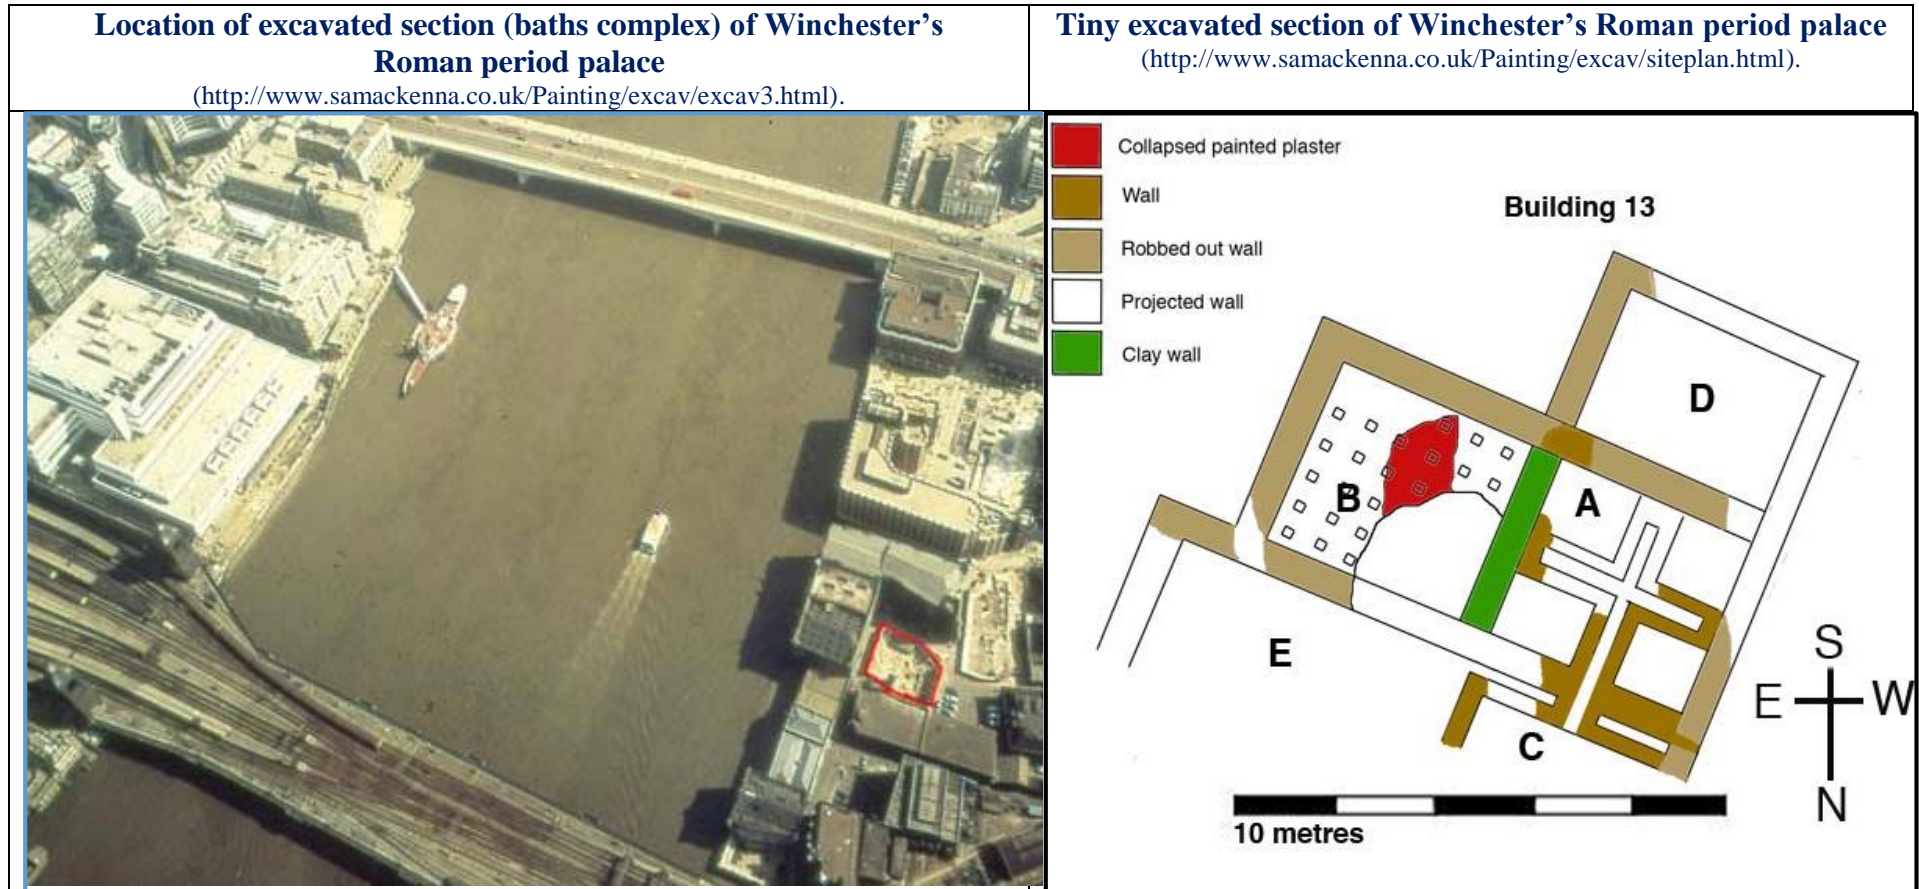 Location of excavated section (baths complex) of Winchester’s
Roman period palace
(http://www.samackenna.co.uk/Painting/excav/excav3.html).
Tiny excavated section of Winchester’s Roman period palace
(http://www.samackenna.co.uk/Painting/excav/siteplan.html).
Collapsed painted plaster
Wall
Robbed out wall
Projected wall
Clay wall
Building 13
D
B
A
E
C
S
E
W
N
10 metres